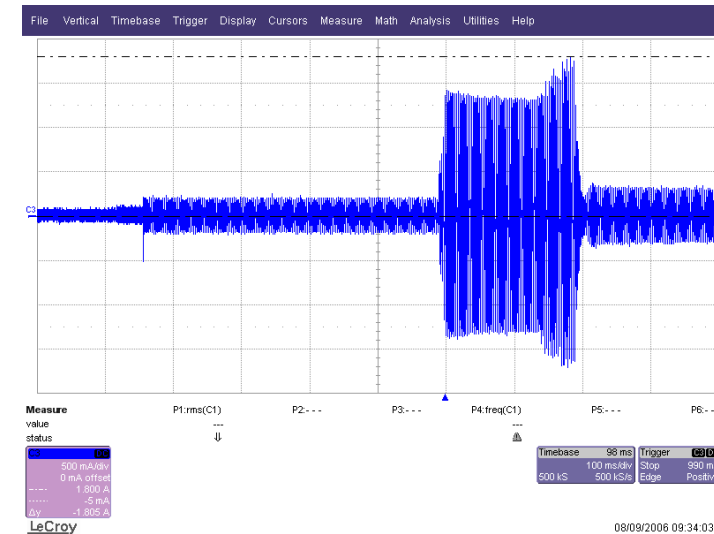 File Vertical Timebase Trigger Display Cursors Measure Math Analysis Utilities Help
C3
Measure P1:rms(C1) P2:- - - P3:- - - P4:freq(C1) P5:- - - P6:- -
value --- ---
status
C3 DC
500 mA/div
0 mA offset
1.800 A
-5 mA
Δy -1.805 A
Timebase 98 ms
100 ms/div
500 kS 500 kS/s
Trigger C3 D
Stop 990 m
Edge Positiv
LeCroy
08/09/2006 09:34:03